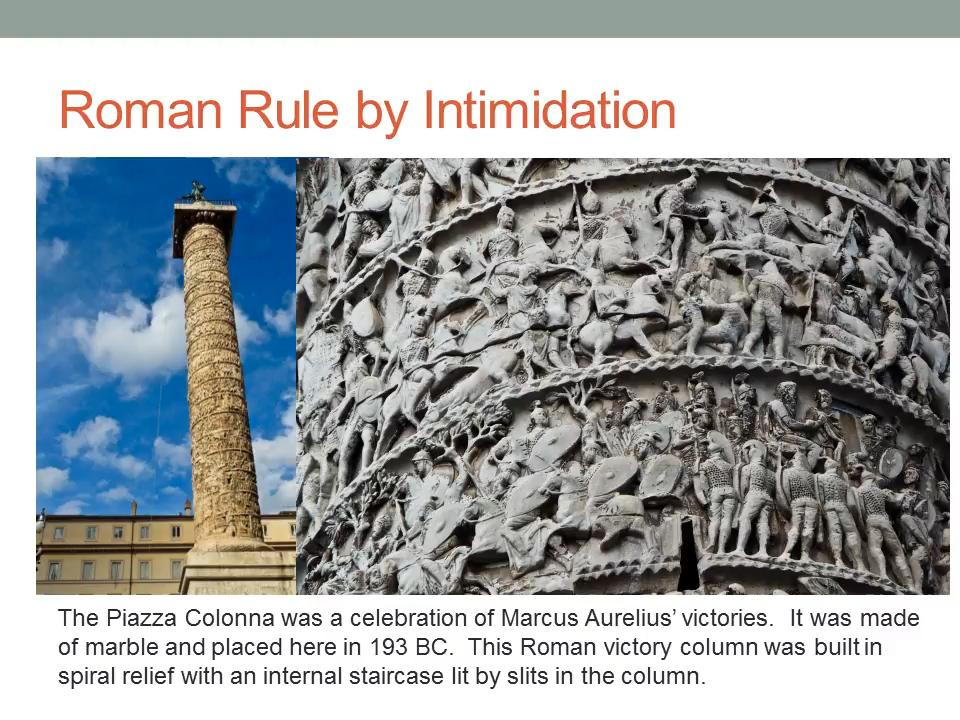 Roman Rule by Intimidation
The Piazza Colonna was a celebration of Marcus Aurelius’ victories.  It was made
of marble and placed here in 193 BC.  This Roman victory column was built in
spiral relief with an internal staircase lit by slits in the column.